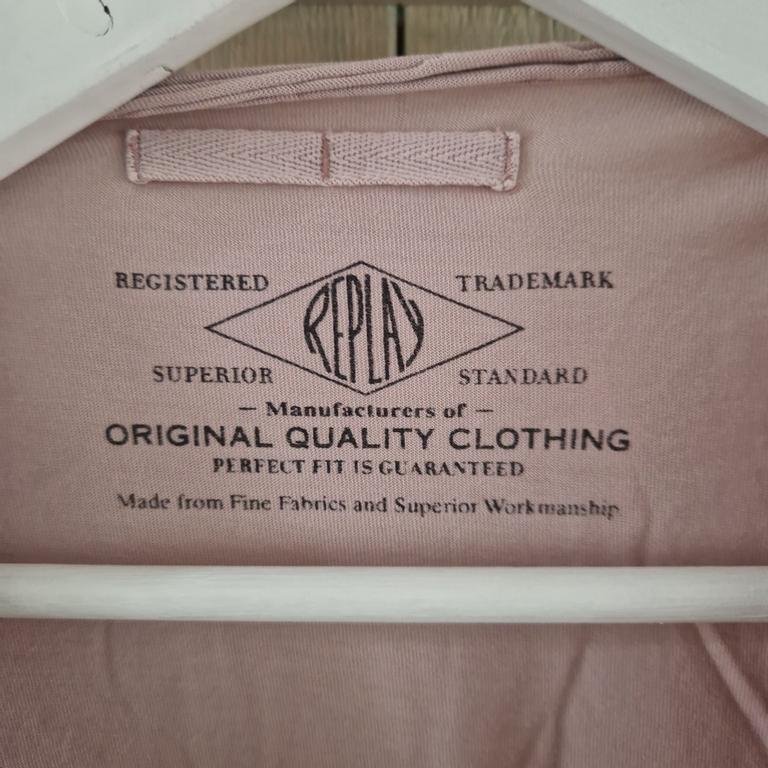 REGISTERED TRADEMARK
REPLAY
SUPERIOR STANDARD
— Manufacturers of —
ORIGINAL QUALITY CLOTHING
PERFECT FIT IS GUARANTEED
Made from Fine Fabrics and Superior Workmanship